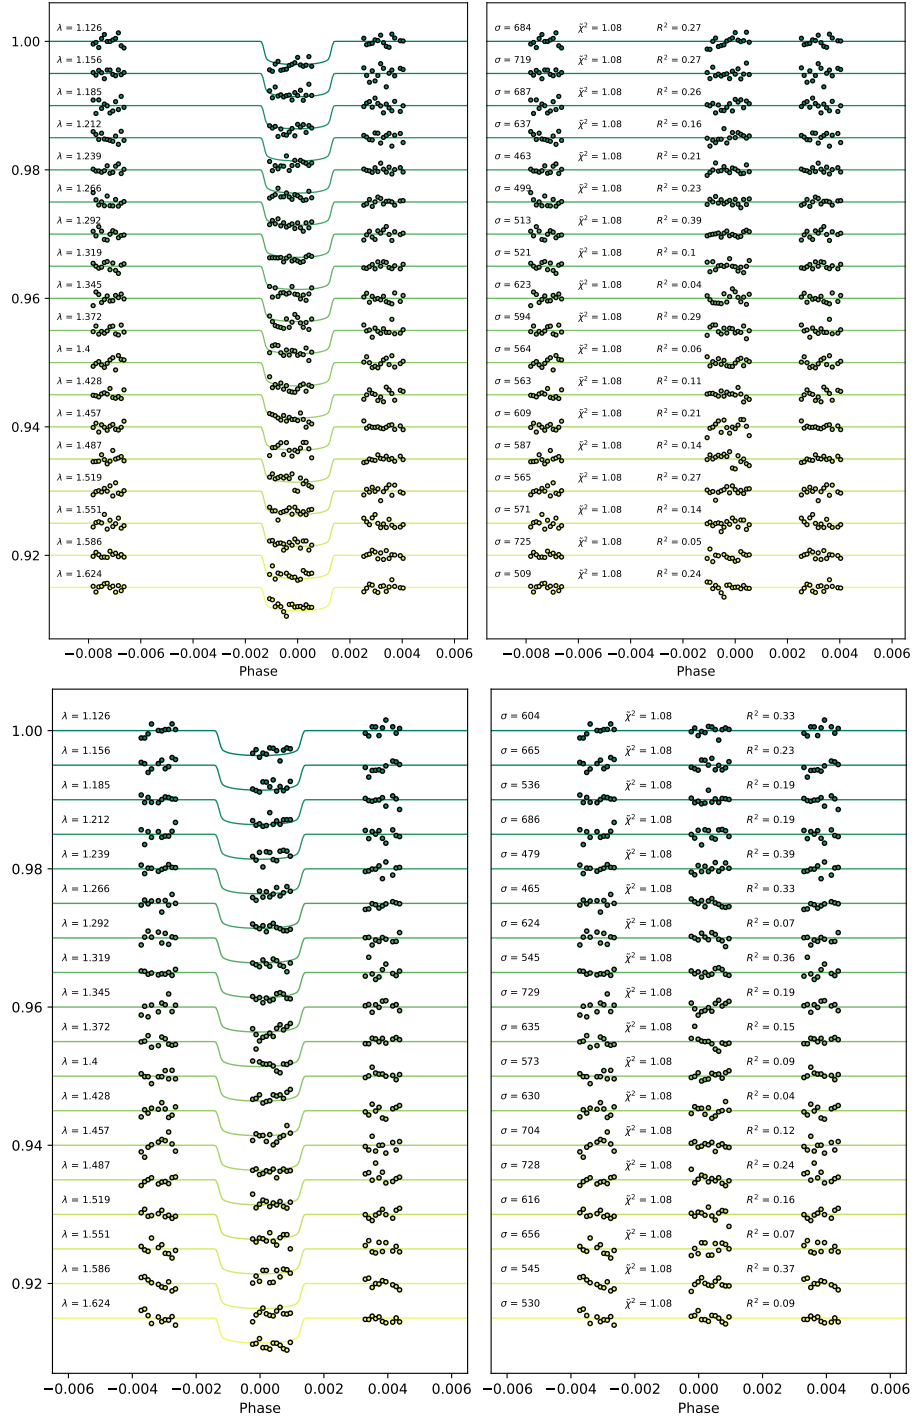 λ = 1.126
λ = 1.156
λ = 1.185
λ = 1.212
λ = 1.239
λ = 1.266
λ = 1.292
λ = 1.319
λ = 1.345
λ = 1.372
λ = 1.4
λ = 1.428
λ = 1.457
λ = 1.487
λ = 1.519
λ = 1.551
λ = 1.586
λ = 1.624
1.00
0.98
0.96
0.94
0.92
−0.008 −0.006 −0.004 −0.002 0.000 0.002 0.004 0.006
Phase
σ = 684 χ̃² = 1.08 R² = 0.27
σ = 719 χ̃² = 1.08 R² = 0.27
σ = 687 χ̃² = 1.08 R² = 0.26
σ = 637 χ̃² = 1.08 R² = 0.16
σ = 463 χ̃² = 1.08 R² = 0.21
σ = 499 χ̃² = 1.08 R² = 0.23
σ = 513 χ̃² = 1.08 R² = 0.39
σ = 521 χ̃² = 1.08 R² = 0.1
σ = 623 χ̃² = 1.08 R² = 0.04
σ = 594 χ̃² = 1.08 R² = 0.29
σ = 564 χ̃² = 1.08 R² = 0.06
σ = 563 χ̃² = 1.08 R² = 0.11
σ = 609 χ̃² = 1.08 R² = 0.21
σ = 587 χ̃² = 1.08 R² = 0.14
σ = 565 χ̃² = 1.08 R² = 0.27
σ = 571 χ̃² = 1.08 R² = 0.14
σ = 725 χ̃² = 1.08 R² = 0.05
σ = 509 χ̃² = 1.08 R² = 0.24
−0.008 −0.006 −0.004 −0.002 0.000 0.002 0.004 0.006
Phase
λ = 1.126
λ = 1.156
λ = 1.185
λ = 1.212
λ = 1.239
λ = 1.266
λ = 1.292
λ = 1.319
λ = 1.345
λ = 1.372
λ = 1.4
λ = 1.428
λ = 1.457
λ = 1.487
λ = 1.519
λ = 1.551
λ = 1.586
λ = 1.624
1.00
0.98
0.96
0.94
0.92
−0.006 −0.004 −0.002 0.000 0.002 0.004 0.006
Phase
σ = 604 χ̃² = 1.08 R² = 0.33
σ = 665 χ̃² = 1.08 R² = 0.23
σ = 536 χ̃² = 1.08 R² = 0.19
σ = 686 χ̃² = 1.08 R² = 0.19
σ = 479 χ̃² = 1.08 R² = 0.39
σ = 465 χ̃² = 1.08 R² = 0.33
σ = 624 χ̃² = 1.08 R² = 0.07
σ = 545 χ̃² = 1.08 R² = 0.36
σ = 729 χ̃² = 1.08 R² = 0.19
σ = 635 χ̃² = 1.08 R² = 0.15
σ = 573 χ̃² = 1.08 R² = 0.09
σ = 630 χ̃² = 1.08 R² = 0.04
σ = 704 χ̃² = 1.08 R² = 0.12
σ = 728 χ̃² = 1.08 R² = 0.24
σ = 616 χ̃² = 1.08 R² = 0.16
σ = 656 χ̃² = 1.08 R² = 0.07
σ = 545 χ̃² = 1.08 R² = 0.37
σ = 530 χ̃² = 1.08 R² = 0.09
−0.006 −0.004 −0.002 0.000 0.002 0.004 0.006
Phase